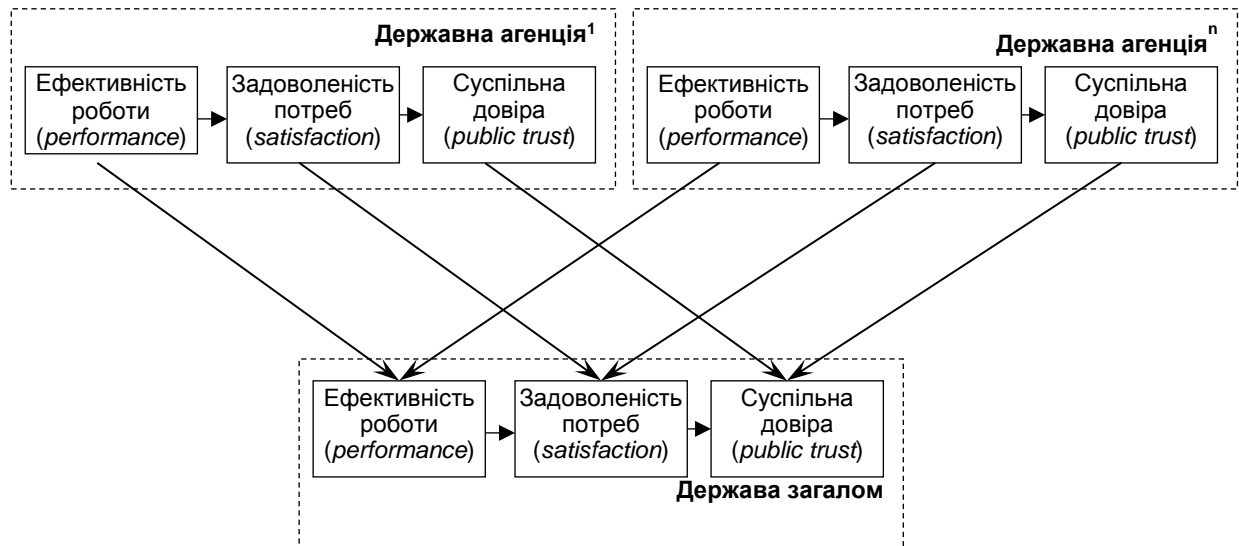 Державна агенція¹
Ефективність
роботи
(performance)
Задоволеність
потреб
(satisfaction)
Суспільна
довіра
(public trust)
Державна агенціяⁿ
Ефективність
роботи
(performance)
Задоволеність
потреб
(satisfaction)
Суспільна
довіра
(public trust)
Ефективність
роботи
(performance)
Задоволеність
потреб
(satisfaction)
Суспільна
довіра
(public trust)
Держава загалом